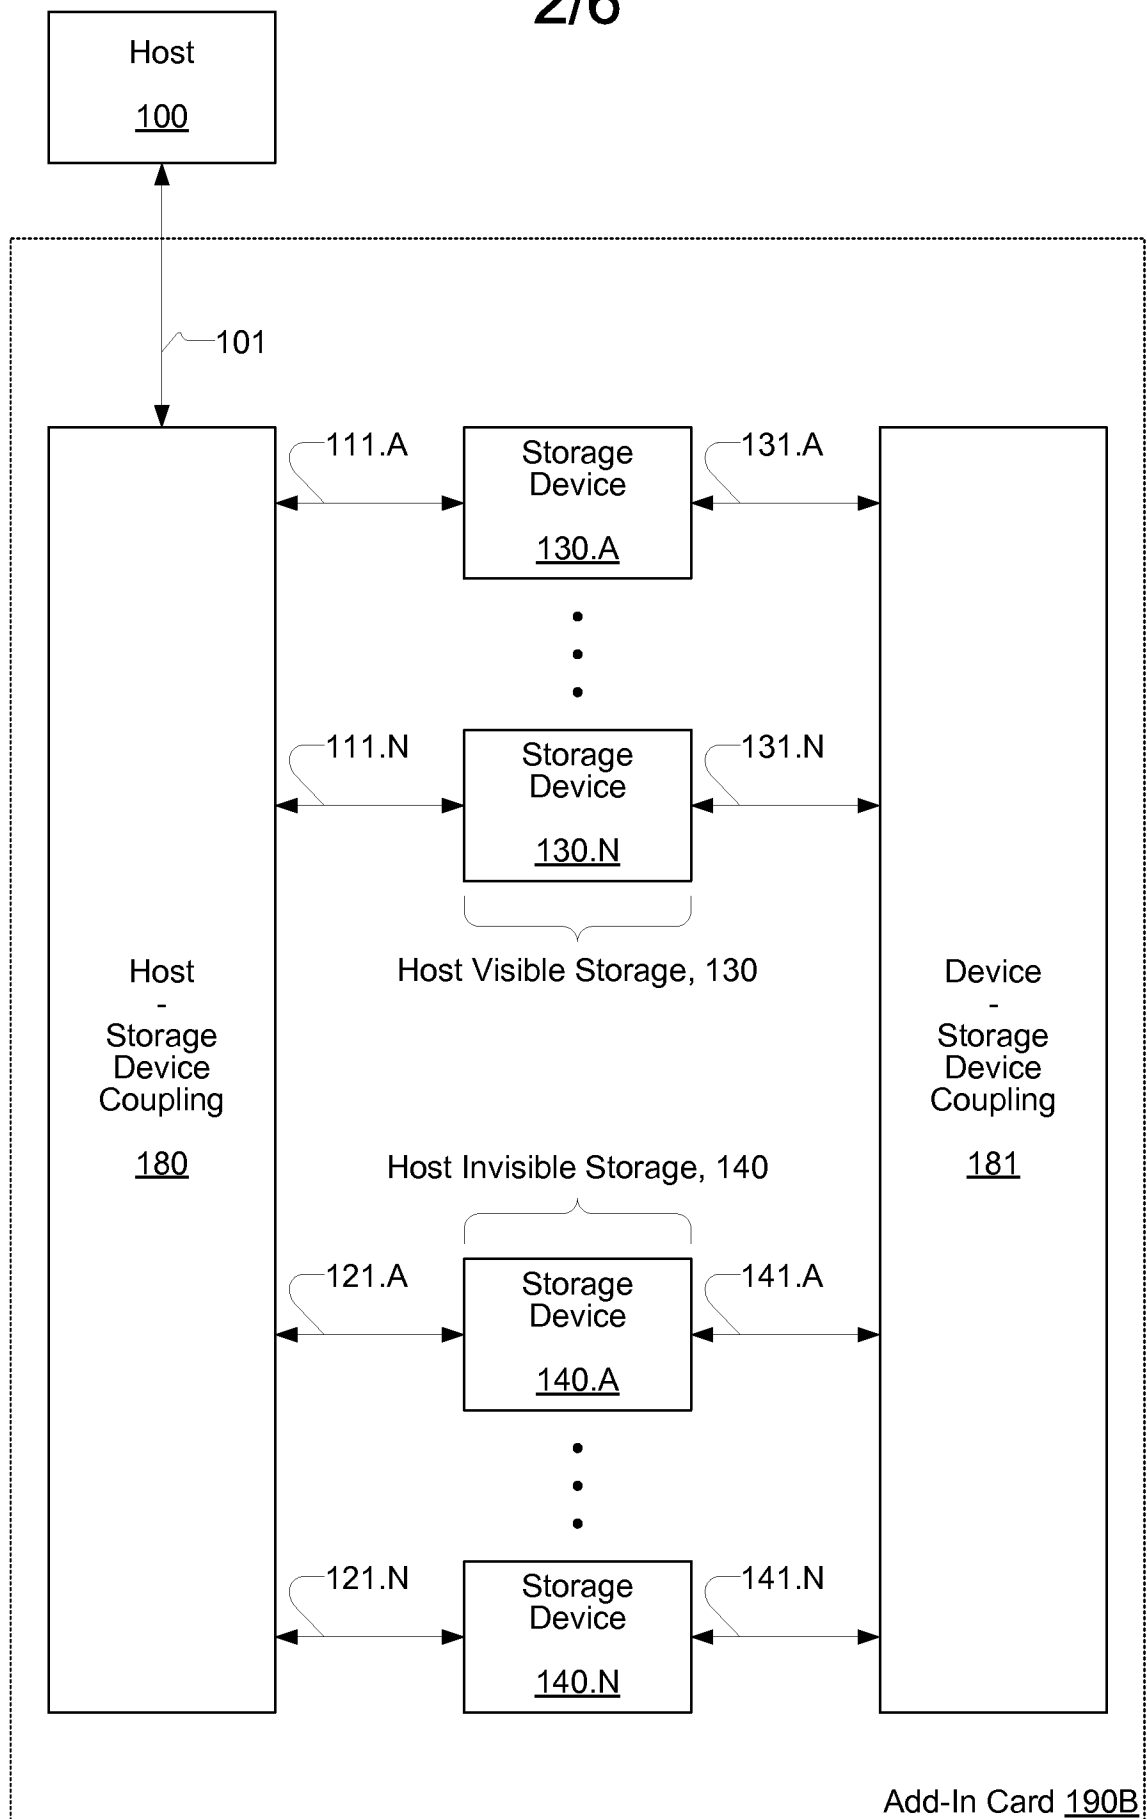 2/6
Host
100
101
111.A
Storage
Device
130.A
131.A
111.N
Storage
Device
130.N
131.N
Host Visible Storage, 130
Host
-
Storage
Device
Coupling
180
Device
-
Storage
Device
Coupling
181
Host Invisible Storage, 140
121.A
Storage
Device
140.A
141.A
121.N
Storage
Device
140.N
141.N
Add-In Card 190B